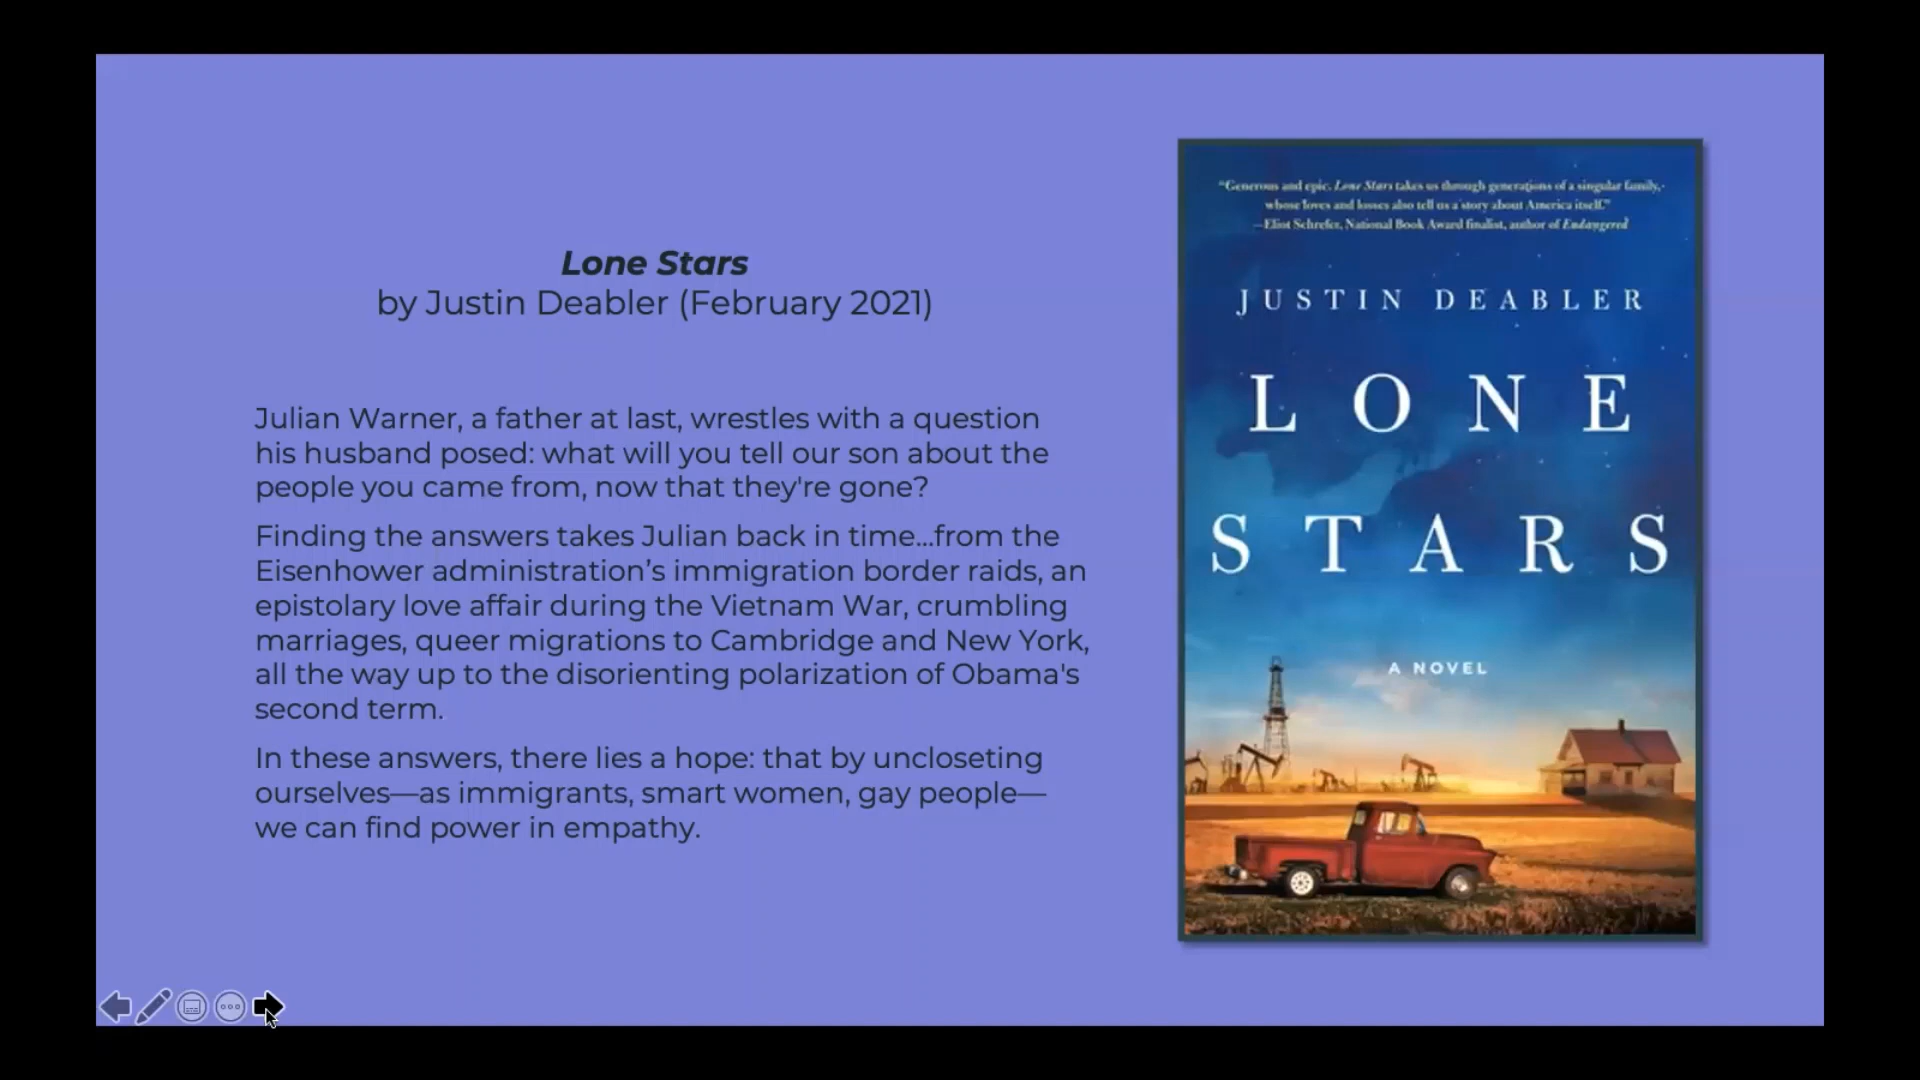 Lone Stars
by Justin Deabler (February 2021)
Julian Warner, a father at last, wrestles with a question
his husband posed: what will you tell our son about the
people you came from, now that they're gone?
Finding the answers takes Julian back in time...from the
Eisenhower administration’s immigration border raids, an
epistolary love affair during the Vietnam War, crumbling
marriages, queer migrations to Cambridge and New York,
all the way up to the disorienting polarization of Obama's
second term.
In these answers, there lies a hope: that by uncloseting
ourselves—as immigrants, smart women, gay people—
we can find power in empathy.
"Generous and epic. Lone Stars takes us through generations of a singular family,
whose loves and losses also tell us a story about America itself."
—Eliot Schrefer, National Book Award finalist, author of Endangered
JUSTIN DEABLER
LONE
STARS
A NOVEL